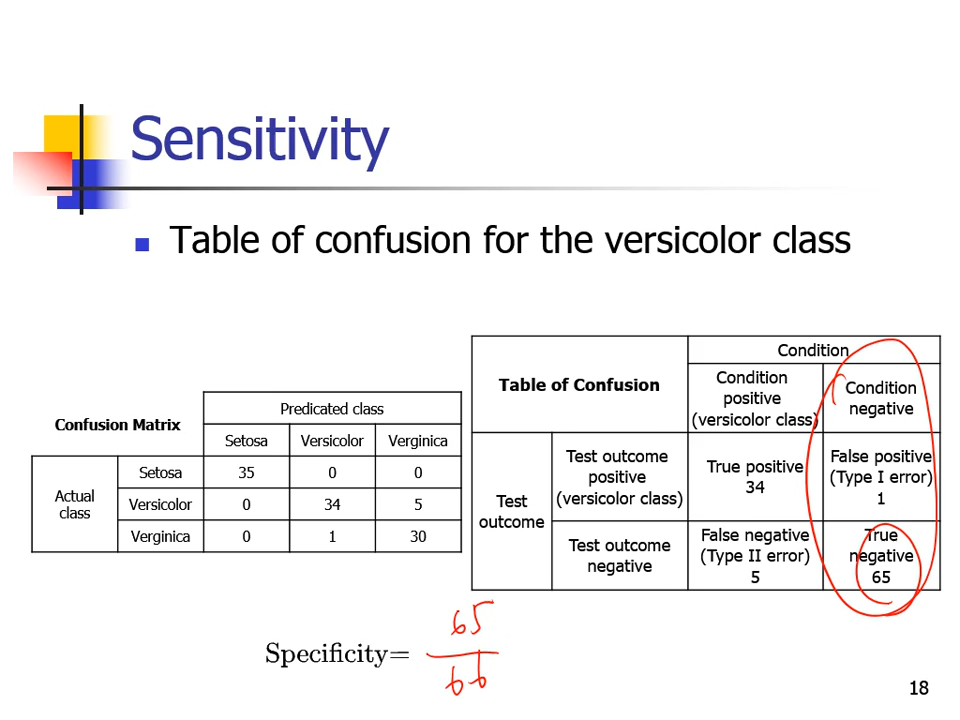 Sensitivity
Table of confusion for the versicolor class
Confusion Matrix
Predicated class
Setosa Versicolor Verginica
Actual class
Setosa 35 0 0
Versicolor 0 34 5
Verginica 0 1 30
Table of Confusion
Condition
Condition positive (versicolor class)
Condition negative
Test outcome
Test outcome positive (versicolor class)
True positive 34
False positive (Type I error) 1
Test outcome negative
False negative (Type II error) 5
True negative 65
Specificity= 65
66
18